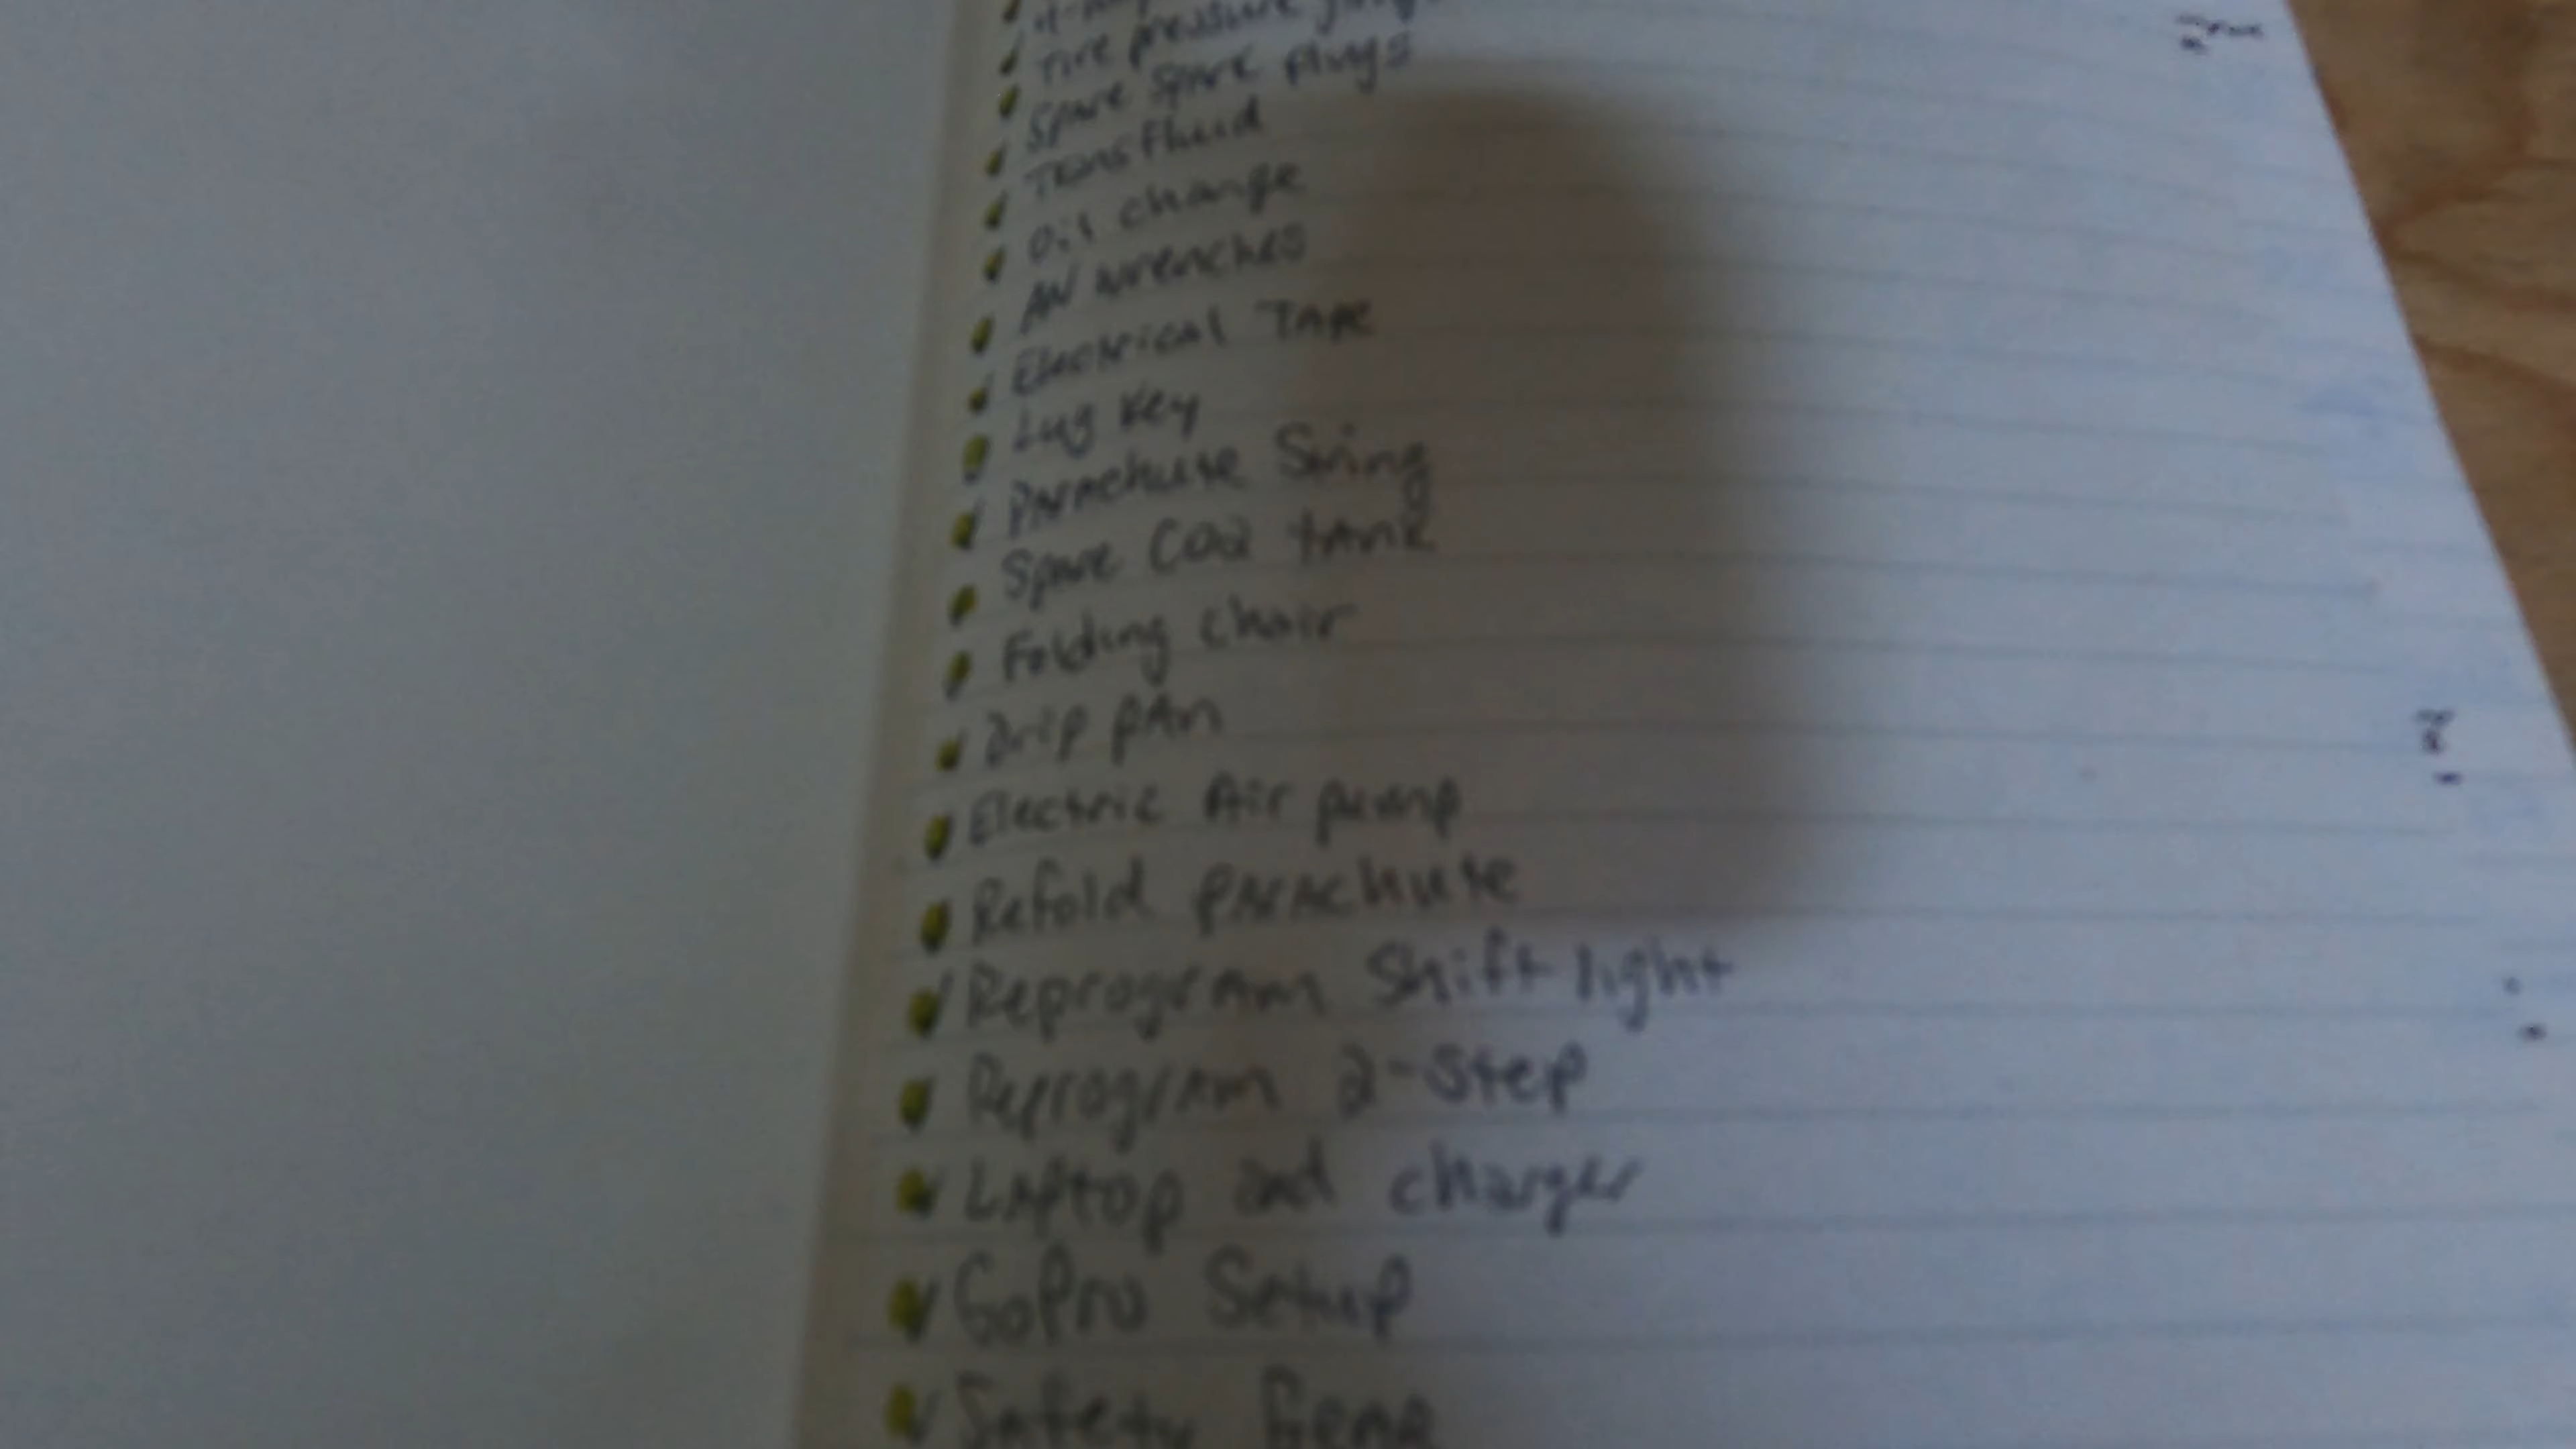 Tire pressure
Spare Spark Plugs
Trans Fluid
Oil change
AN wrenches
Electrical TAPE
Lug Key
PARAchute String
Spare CO2 tANK
Folding chair
Drip pAn
Electric Air pump
Refold PARAchute
ReprogrAm Shift light
ReprogrAm 2-Step
LApTop and charger
GoPro Setup
Safety GEAR